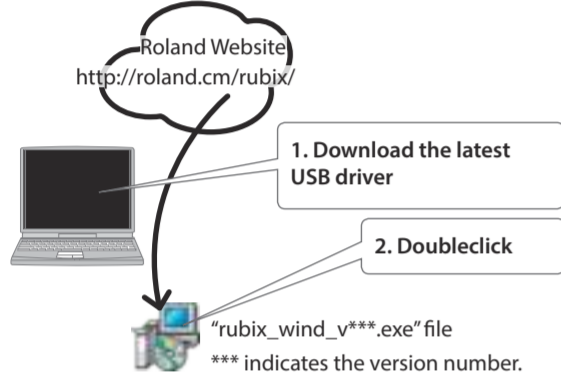 Roland Website
http://roland.cm/rubix/
1. Download the latest
USB driver
2. Doubleclick
“rubix_wind_v***.exe” file
*** indicates the version number.